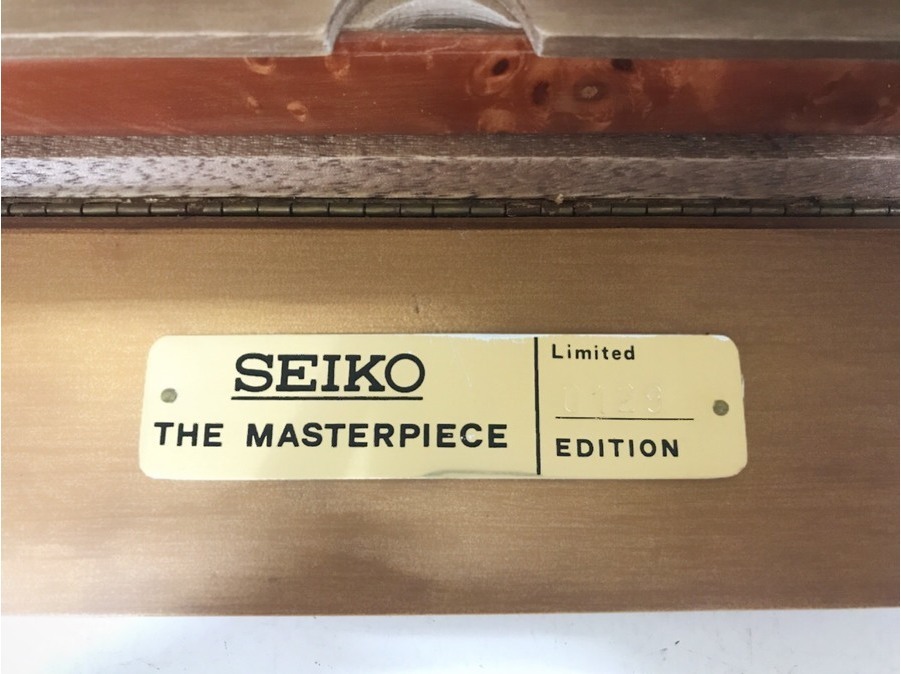 SEIKO
THE MASTERPIECE
Limited
EDITION